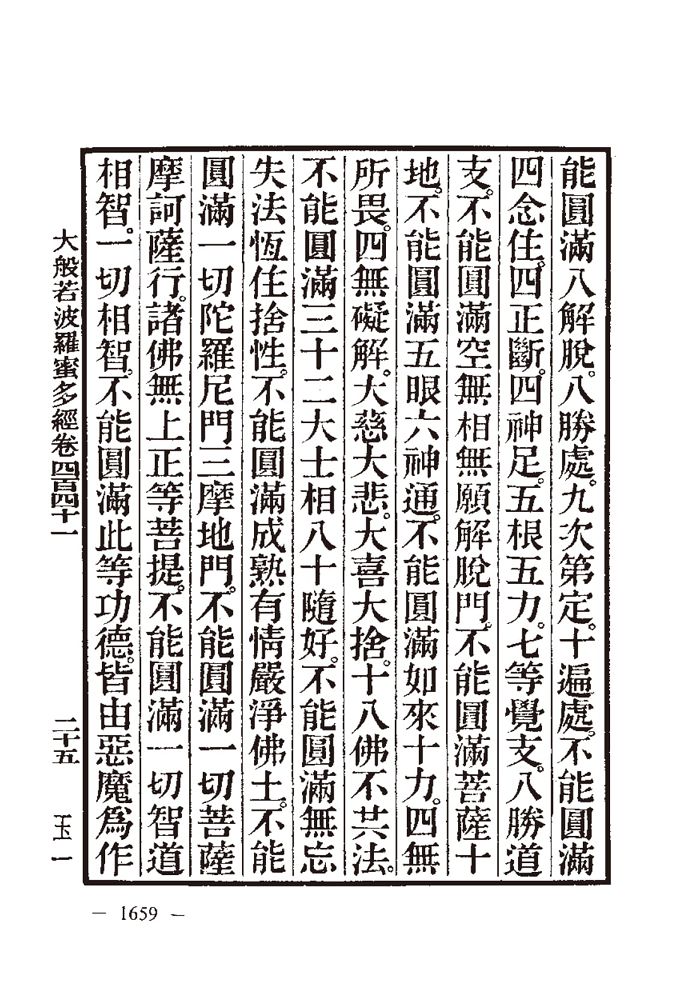 能圓滿八解脫。八勝處。九次第定。十遍處。不能圓滿
四念住。四正斷。四神足。五根五力。七等覺支。八勝道
支。不能圓滿空無相無願解脫門。不能圓滿菩薩十
地。不能圓滿五眼六神通。不能圓滿如來十力。四無
所畏。四無礙解。大慈大悲。大喜大捨。十八佛不共法。
不能圓滿三十二大士相八十隨好。不能圓滿無忘
失法恆住捨性。不能圓滿成熟有情嚴淨佛土。不能
圓滿一切陀羅尼門三摩地門。不能圓滿一切菩薩
摩訶薩行。諸佛無上正等菩提。不能圓滿一切智道
相智。一切相智。不能圓滿此等功德。皆由惡魔為作
大般若波羅蜜多經卷四百四十一 二十五 玉一
— 1659 —